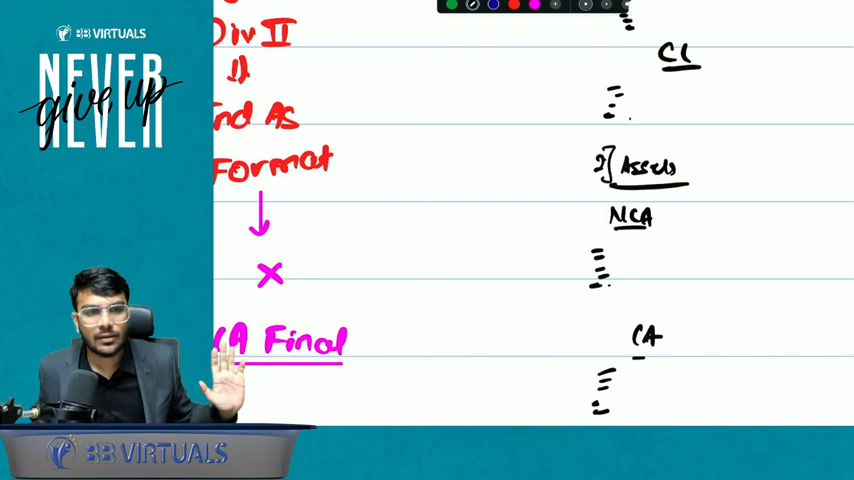 BB VIRTUALS
NEVER
give up
NEVER
Div II
Ind AS
Format
CA Final
CL
Assets
NCA
CA
BB VIRTUALS